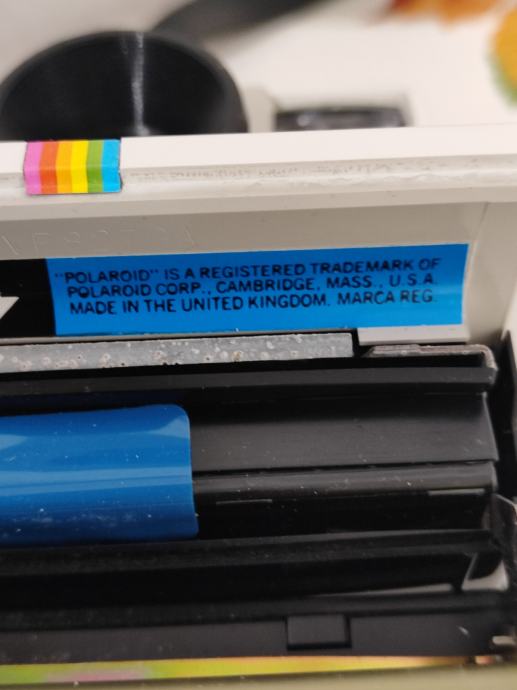 "POLAROID" IS A REGISTERED TRADEMARK OF
POLAROID CORP., CAMBRIDGE, MASS., U.S.A.
MADE IN THE UNITED KINGDOM. MARCA REG.